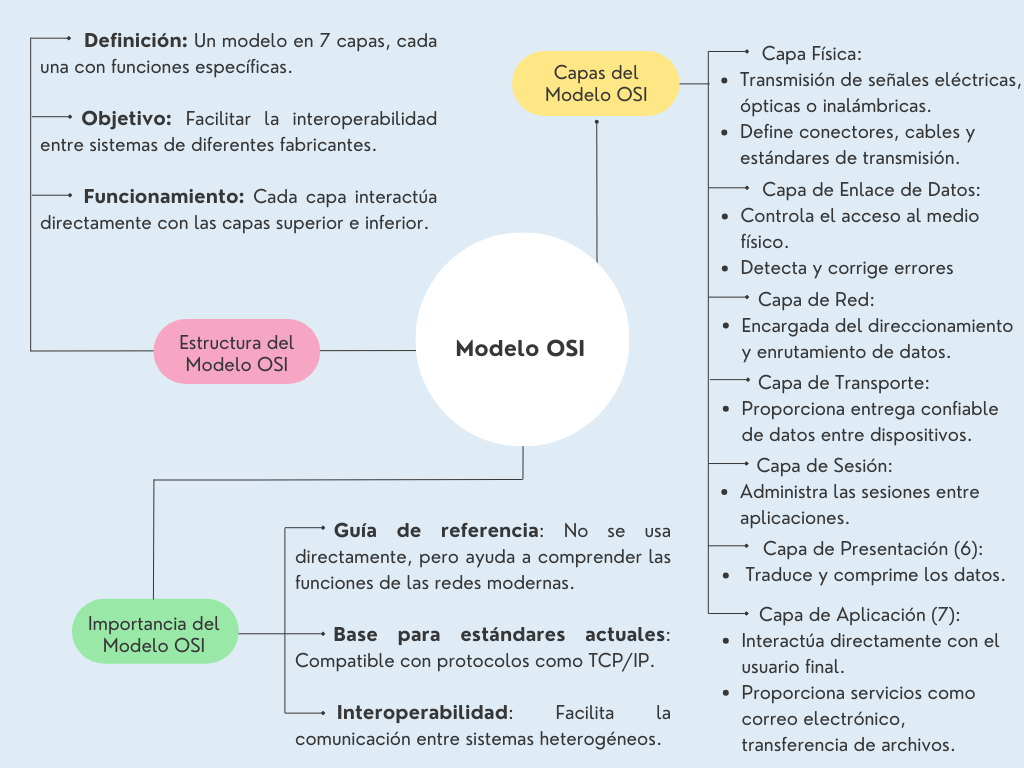 Definición: Un modelo en 7 capas, cada
una con funciones específicas.
Objetivo: Facilitar la interoperabilidad
entre sistemas de diferentes fabricantes.
Funcionamiento: Cada capa interactúa
directamente con las capas superior e inferior.
Estructura del
Modelo OSI
Modelo OSI
Capas del
Modelo OSI
Capa Física:
• Transmisión de señales eléctricas,
ópticas o inalámbricas.
• Define conectores, cables y
estándares de transmisión.
Capa de Enlace de Datos:
• Controla el acceso al medio
físico.
• Detecta y corrige errores
Capa de Red:
• Encargada del direccionamiento
y enrutamiento de datos.
Capa de Transporte:
• Proporciona entrega confiable
de datos entre dispositivos.
Capa de Sesión:
• Administra las sesiones entre
aplicaciones.
Capa de Presentación (6):
• Traduce y comprime los datos.
Capa de Aplicación (7):
• Interactúa directamente con el
usuario final.
• Proporciona servicios como
correo electrónico,
transferencia de archivos.
Importancia del
Modelo OSI
Guía de referencia: No se usa
directamente, pero ayuda a comprender las
funciones de las redes modernas.
Base para estándares actuales:
Compatible con protocolos como TCP/IP.
Interoperabilidad: Facilita la
comunicación entre sistemas heterogéneos.